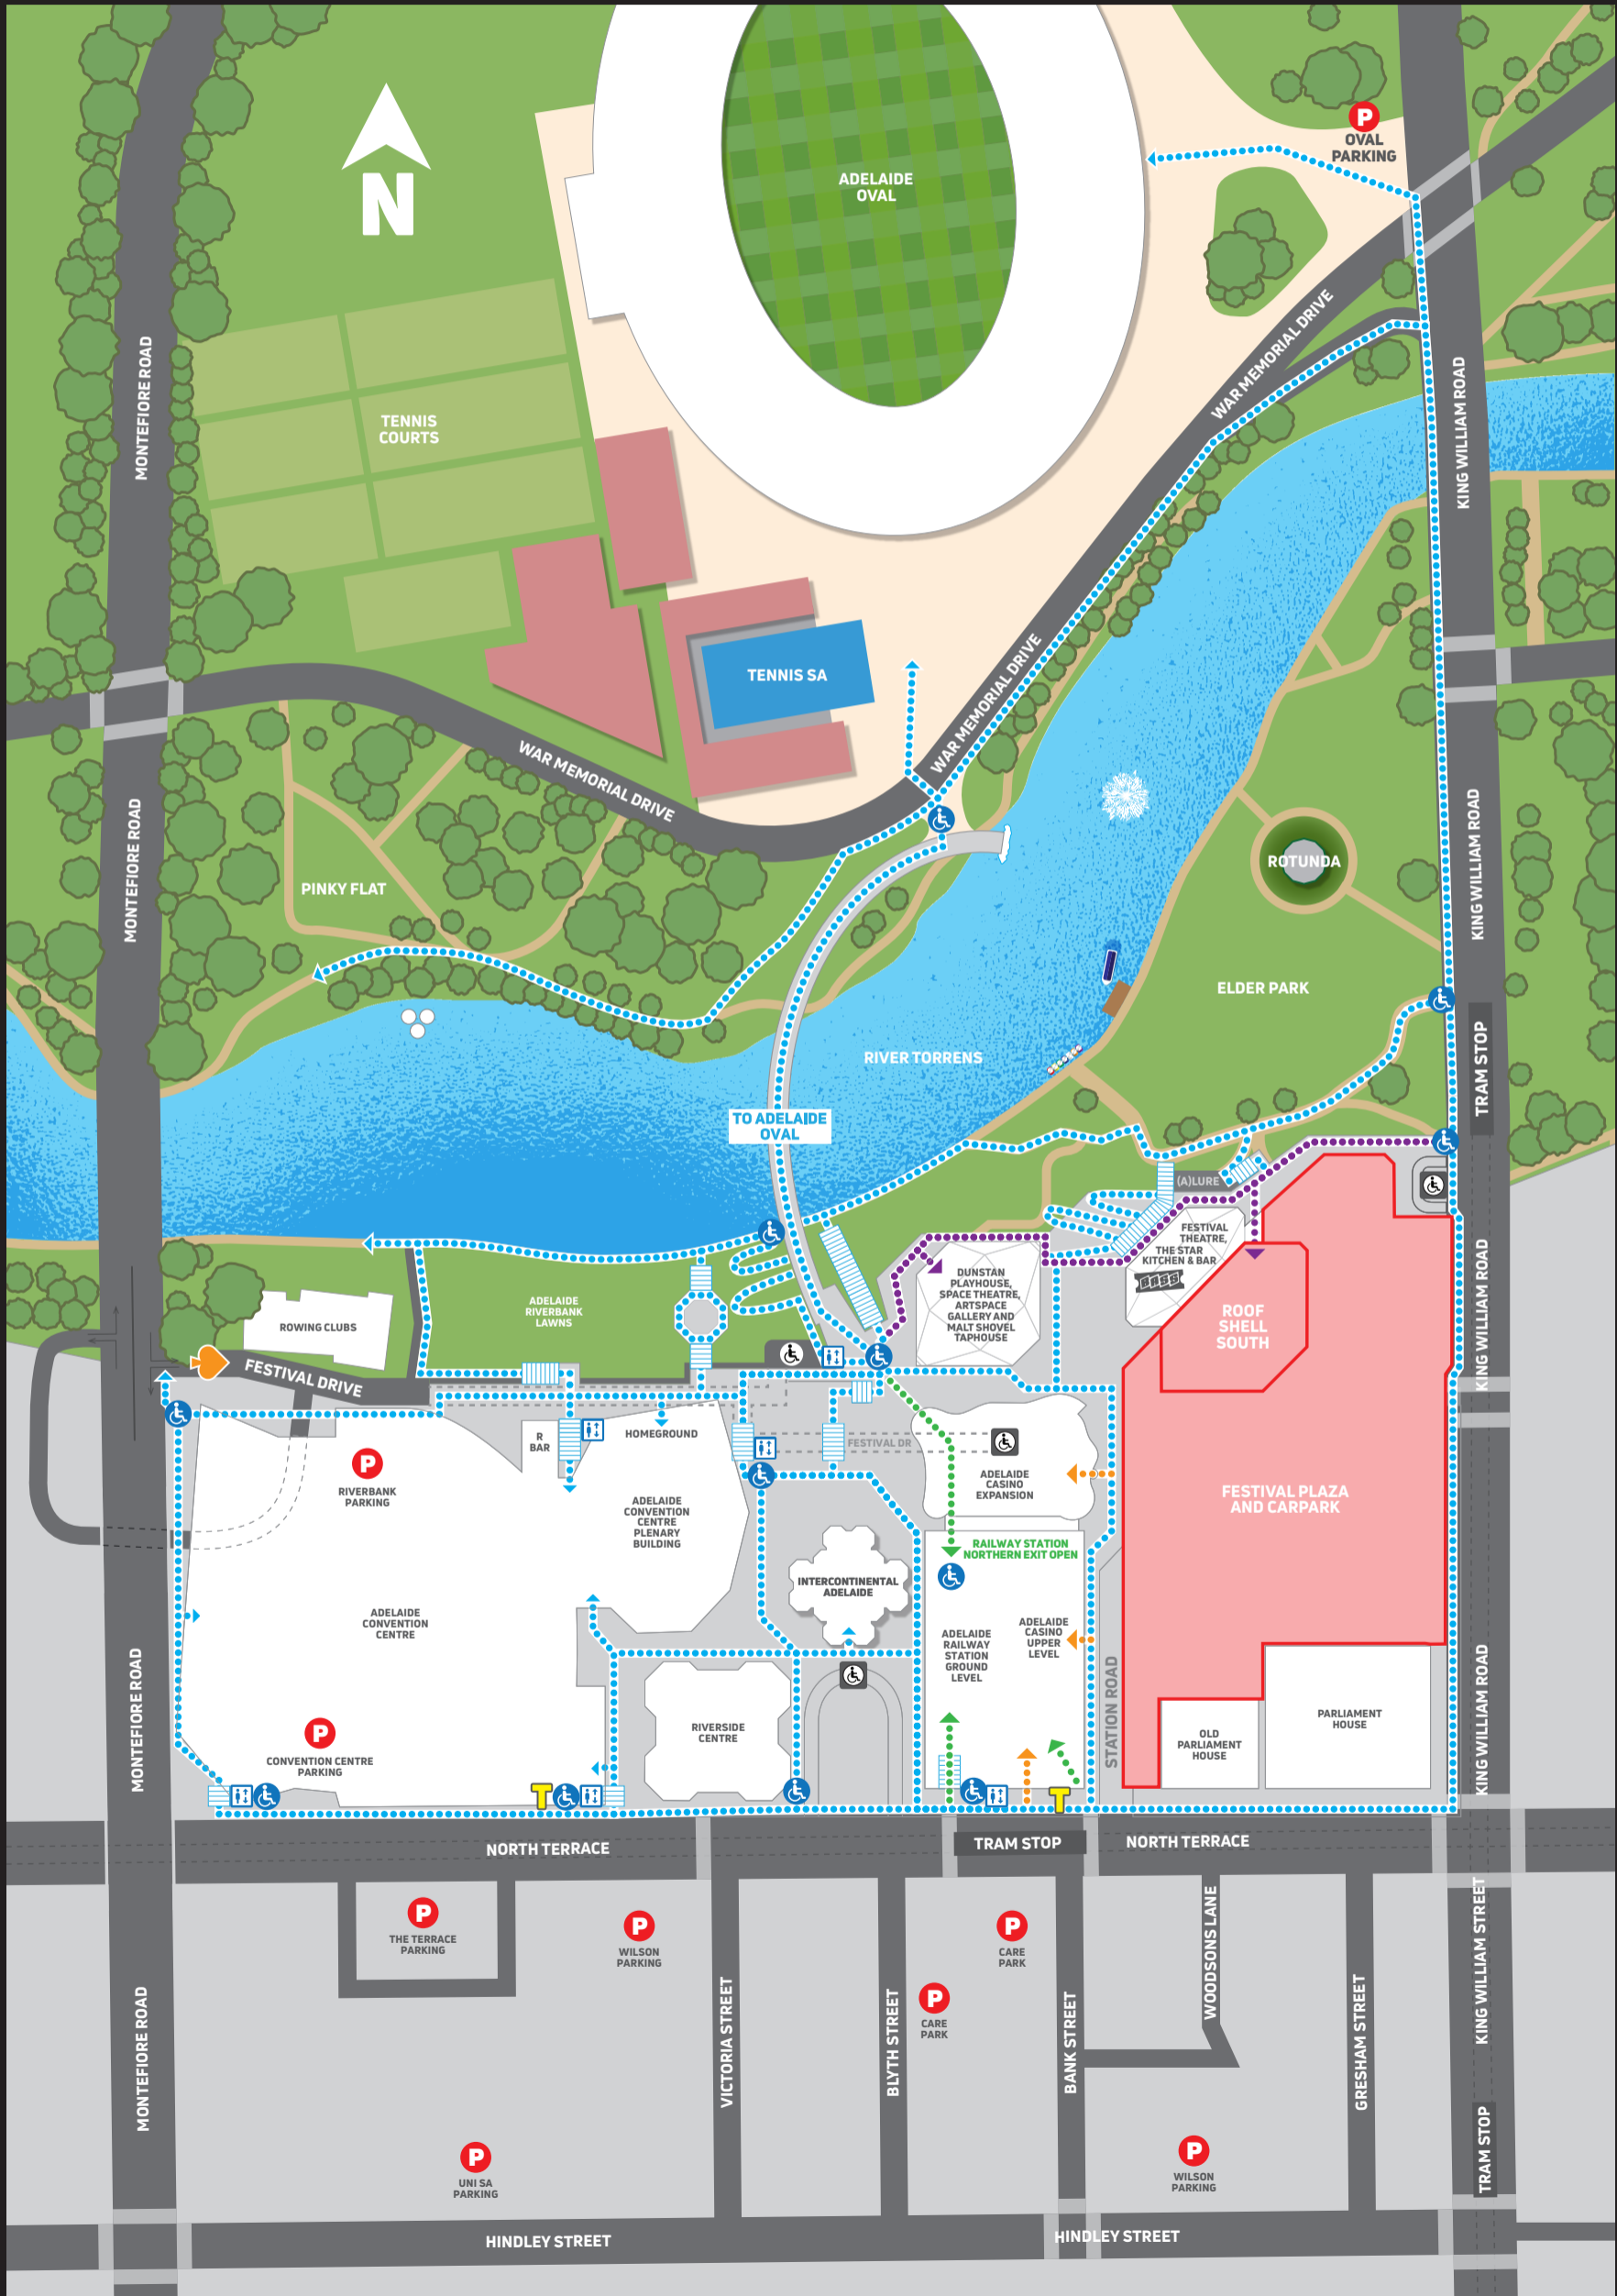 P
OVAL
PARKING
N
ADELAIDE
OVAL
MONTEFIORE ROAD
TENNIS
COURTS
WAR MEMORIAL DRIVE
KING WILLIAM ROAD
TENNIS SA
WAR MEMORIAL DRIVE
WAR MEMORIAL DRIVE
MONTEFIORE ROAD
PINKY FLAT
ROTUNDA
KING WILLIAM ROAD
ELDER PARK
RIVER TORRENS
TRAM STOP
TO ADELAIDE
OVAL
(A)LURE
FESTIVAL
THEATRE,
THE STAR
KITCHEN & BAR
BASS
DUNSTAN
PLAYHOUSE,
SPACE THEATRE,
ARTSPACE
GALLERY AND
MALT SHOVEL
TAPHOUSE
ROOF
SHELL
SOUTH
KING WILLIAM ROAD
ADELAIDE
RIVERBANK
LAWNS
ROWING CLUBS
FESTIVAL DRIVE
R
BAR
HOMEGROUND
FESTIVAL DR
P
RIVERBANK
PARKING
ADELAIDE
CASINO
EXPANSION
FESTIVAL PLAZA
AND CARPARK
ADELAIDE
CONVENTION
CENTRE
PLENARY
BUILDING
RAILWAY STATION
NORTHERN EXIT OPEN
INTERCONTINENTAL
ADELAIDE
ADELAIDE
CONVENTION
CENTRE
ADELAIDE
RAILWAY
STATION
GROUND
LEVEL
ADELAIDE
CASINO
UPPER
LEVEL
STATION ROAD
MONTEFIORE ROAD
KING WILLIAM ROAD
P
CONVENTION CENTRE
PARKING
RIVERSIDE
CENTRE
OLD
PARLIAMENT
HOUSE
PARLIAMENT
HOUSE
T
T
NORTH TERRACE
TRAM STOP
NORTH TERRACE
P
THE TERRACE
PARKING
P
WILSON
PARKING
P
CARE
PARK
P
CARE
PARK
WOODSONS LANE
KING WILLIAM STREET
MONTEFIORE ROAD
VICTORIA STREET
BLYTH STREET
BANK STREET
GRESHAM STREET
TRAM STOP
P
UNI SA
PARKING
P
WILSON
PARKING
HINDLEY STREET
HINDLEY STREET